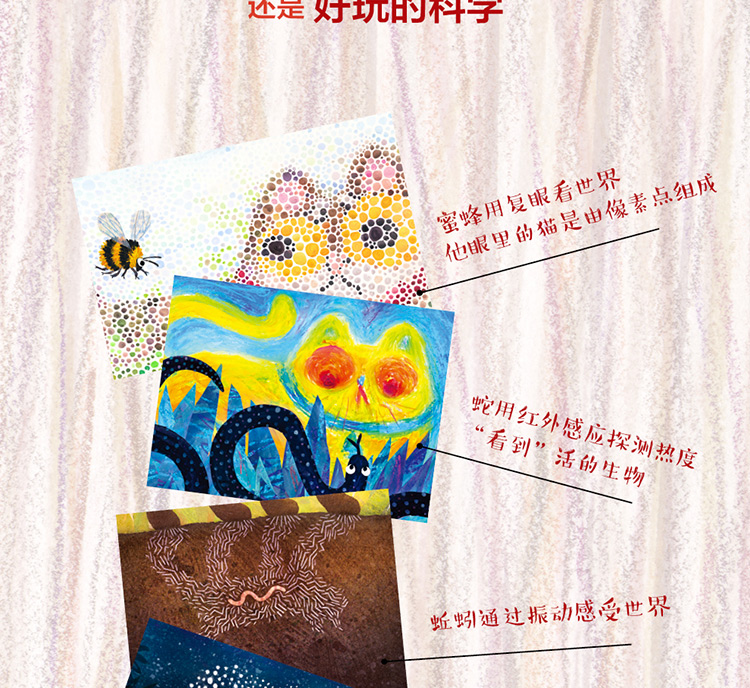 还是 好玩的科学
蜜蜂用复眼看世界
他眼里的猫是由像素点组成
蛇用红外感应探测热度
“看到”活的生物
蚯蚓通过振动感受世界